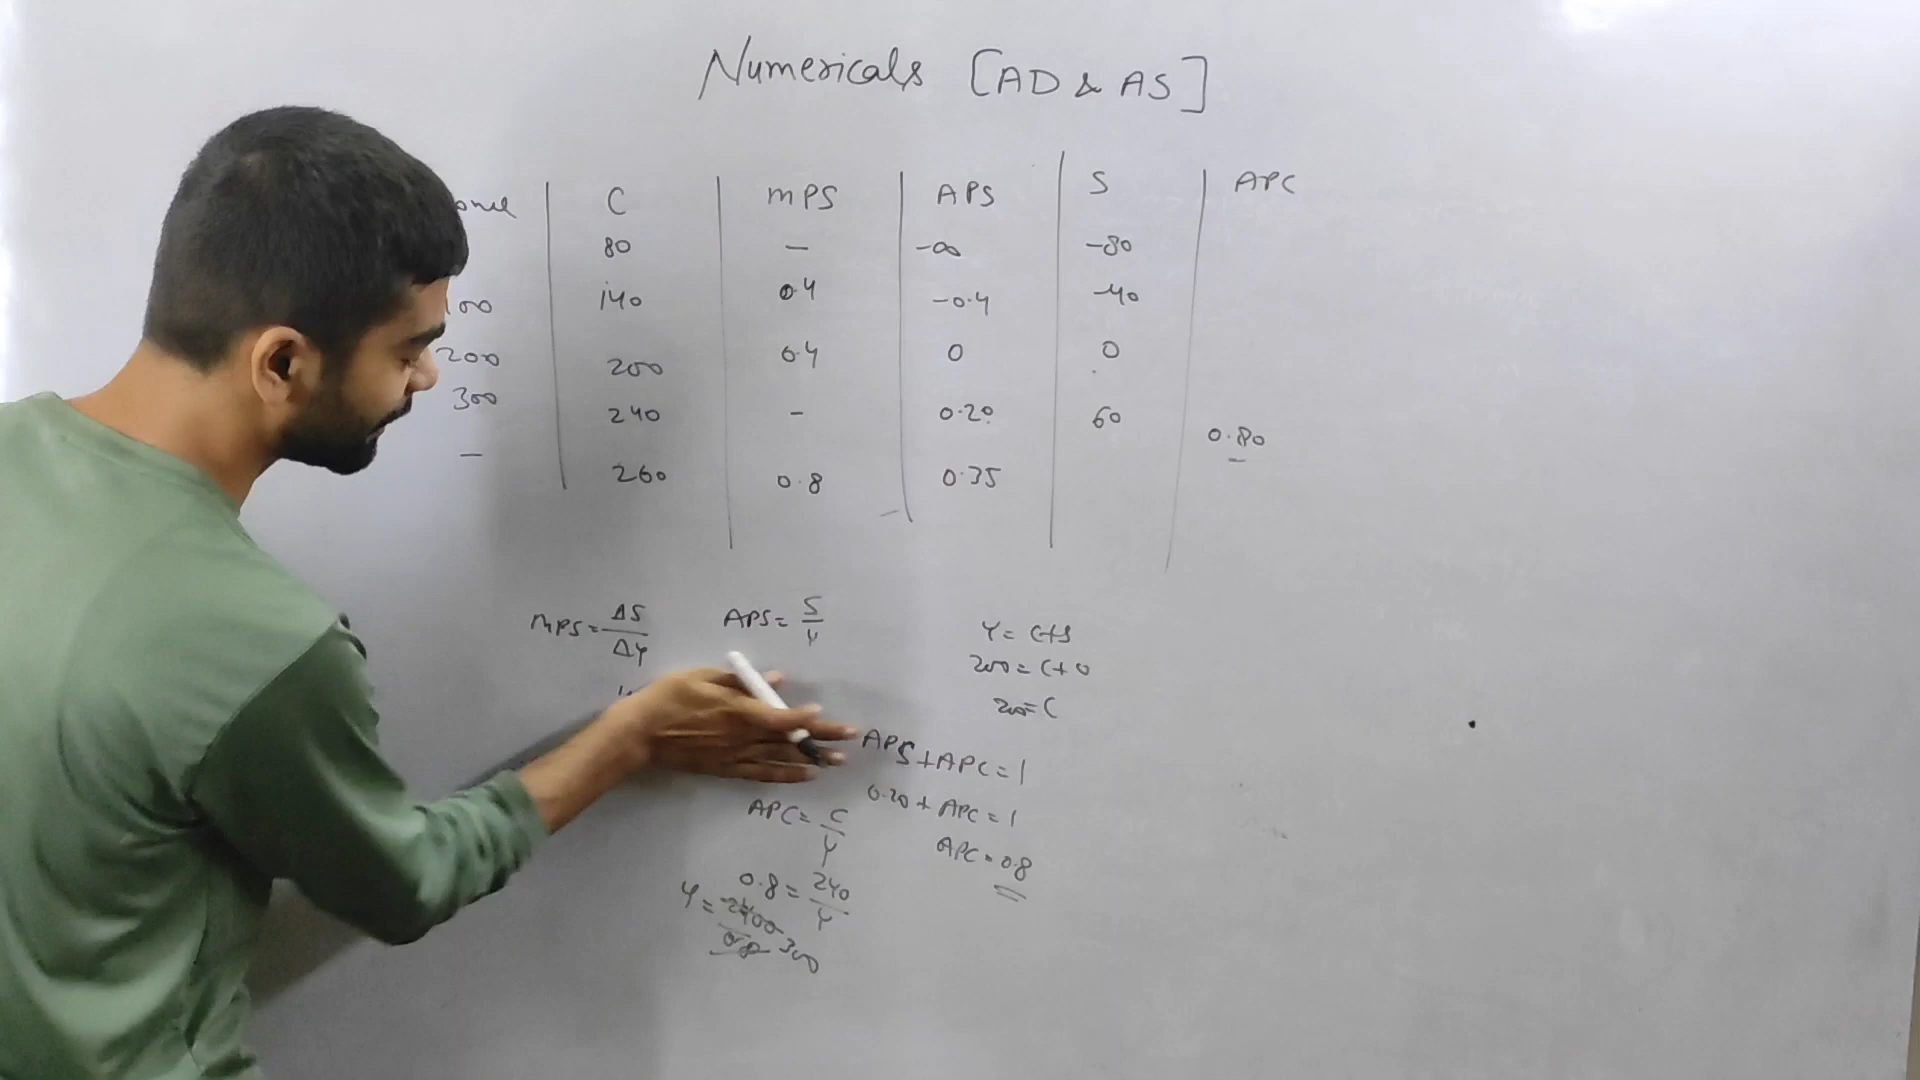 Numericals [AD & AS]
C | MPS | APS | S | APC
80 | - | -∞ | -80
100 | 140 | 0.4 | -0.4 | -40
200 | 200 | 0.4 | 0 | 0
300 | 240 | - | 0.20 | 60 | 0.80
- | 260 | 0.8 | 0.35
MPS = ΔS/ΔY
APS = S/Y
Y = C+S
200 = C+0
200 = C
APS + APC = 1
0.20 + APC = 1
APC = 0.8
APC = C/Y
0.8 = 240/Y
Y = 300